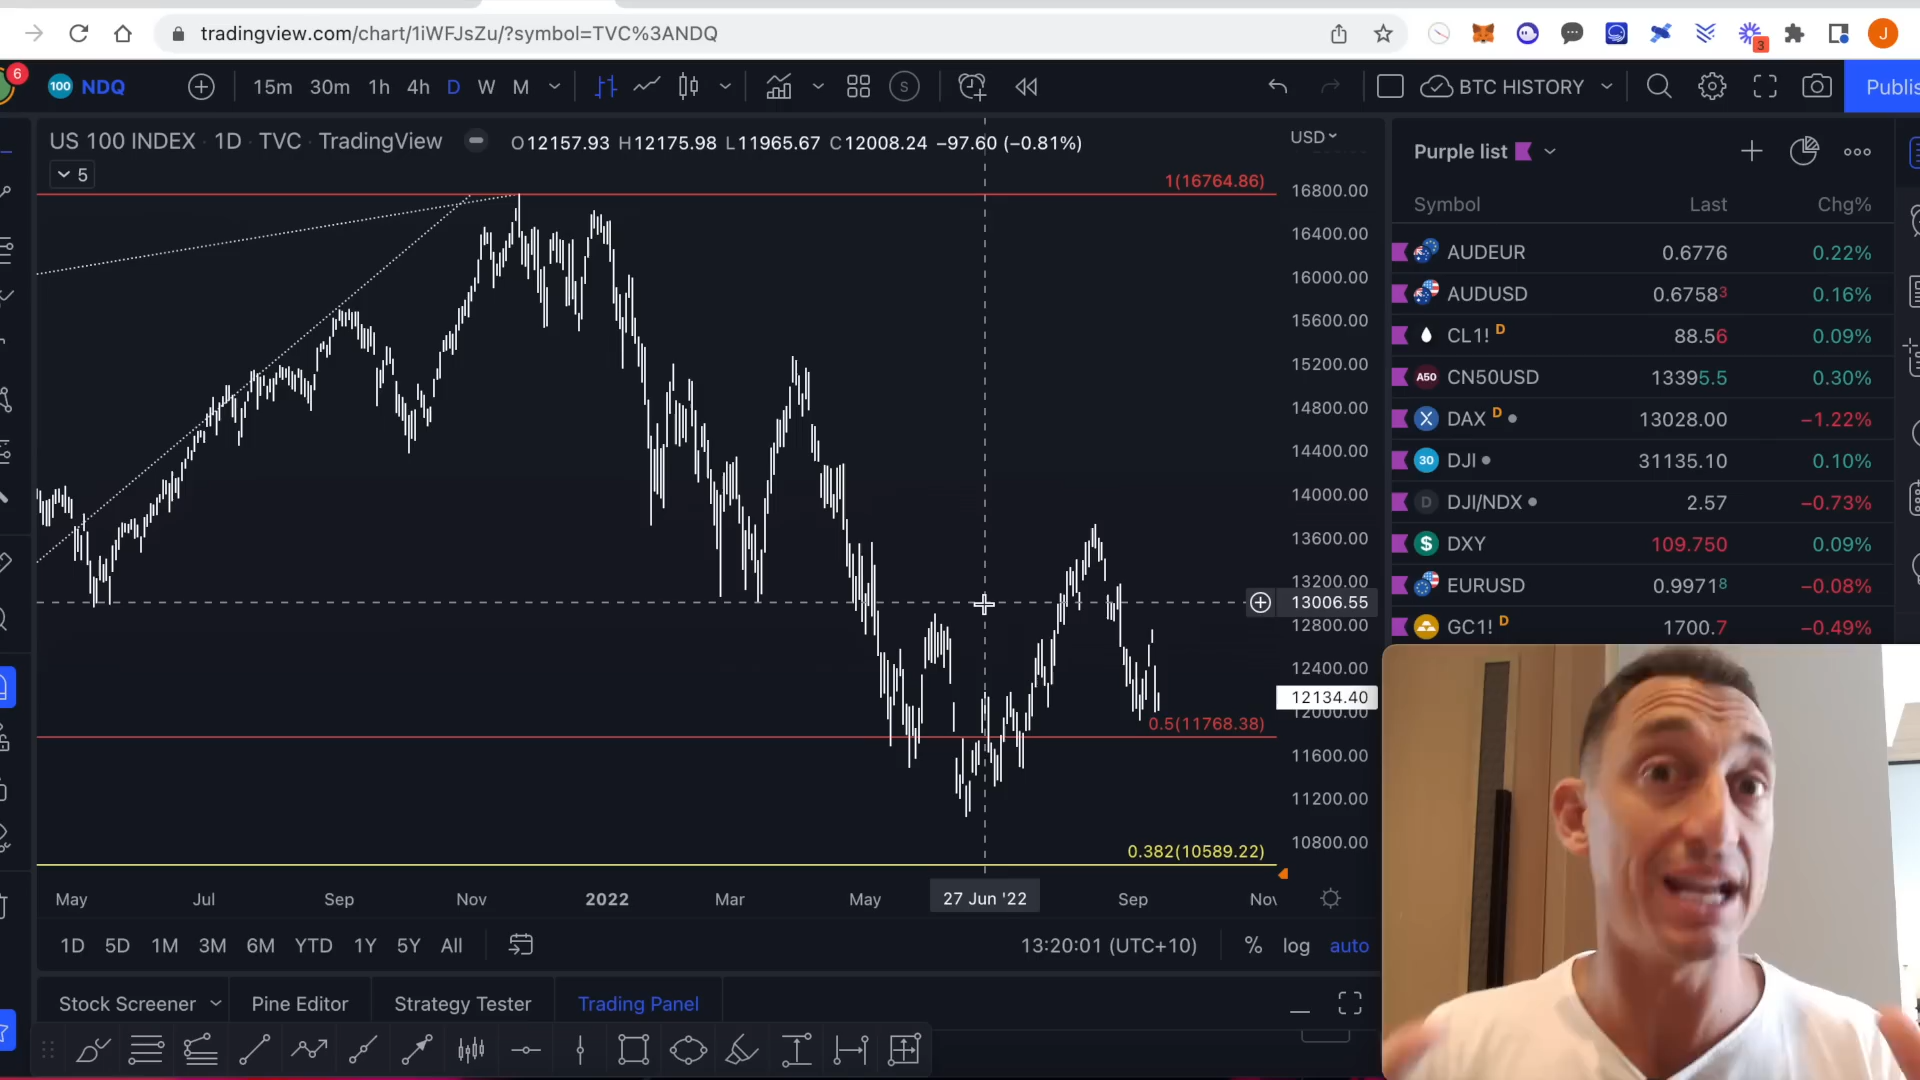 tradingview.com/chart/1iWFJsZu/?symbol=TVC%3ANDQ
3
J
6
100 NDQ
15m 30m 1h 4h D W M
S
BTC HISTORY
US 100 INDEX · 1D · TVC · TradingView
O12157.93 H12175.98 L11965.67 C12008.24 −97.60 (−0.81%)
USD
5
1(16764.86)
16800.00
16400.00
16000.00
15600.00
15200.00
14800.00
14400.00
14000.00
13600.00
13200.00
13006.55
12800.00
12400.00
12134.40
12000.00
0.5(11768.38)
11600.00
11200.00
10800.00
0.382(10589.22)
May Jul Sep Nov 2022 Mar May 27 Jun '22 Sep
1D 5D 1M 3M 6M YTD 1Y 5Y All
13:20:01 (UTC+10) % log auto
Stock Screener Pine Editor Strategy Tester Trading Panel
Purple list
Symbol Last Chg%
AUDEUR 0.6776 0.22%
AUDUSD 0.67583 0.16%
CL1! D 88.56 0.09%
A50 CN50USD 13395.5 0.30%
X DAX D 13028.00 −1.22%
30 DJI 31135.10 0.10%
D DJI/NDX 2.57 −0.73%
$ DXY 109.750 0.09%
EURUSD 0.99718 −0.08%
GC1! D 1700.7 −0.49%